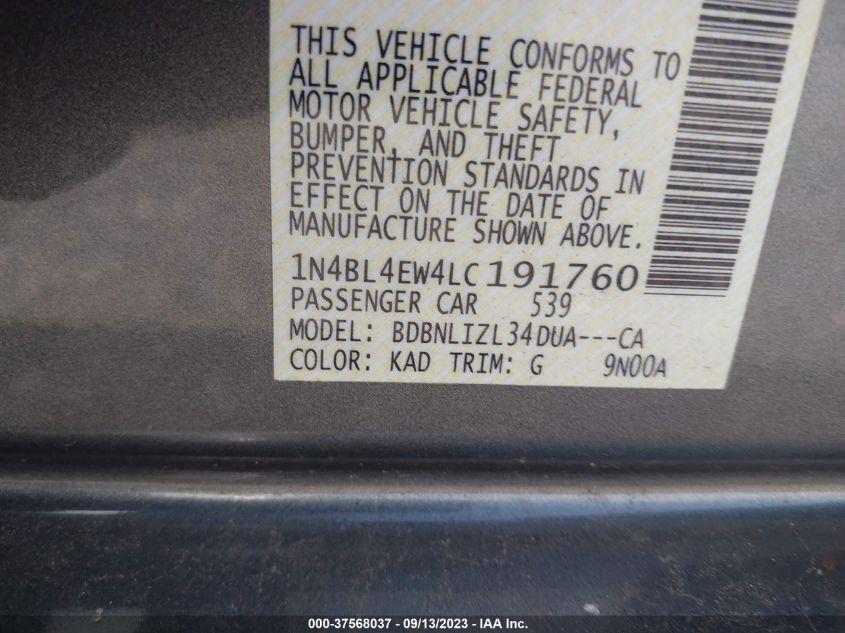 THIS VEHICLE CONFORMS TO
ALL APPLICABLE FEDERAL
MOTOR VEHICLE SAFETY,
BUMPER, AND THEFT
PREVENTION STANDARDS IN
EFFECT ON THE DATE OF
MANUFACTURE SHOWN ABOVE.
1N4BL4EW4LC191760
PASSENGER CAR 539
MODEL: BDBNLIZL34DUA---CA
COLOR: KAD TRIM: G 9N00A
000-37568037 - 09/13/2023 - IAA Inc.